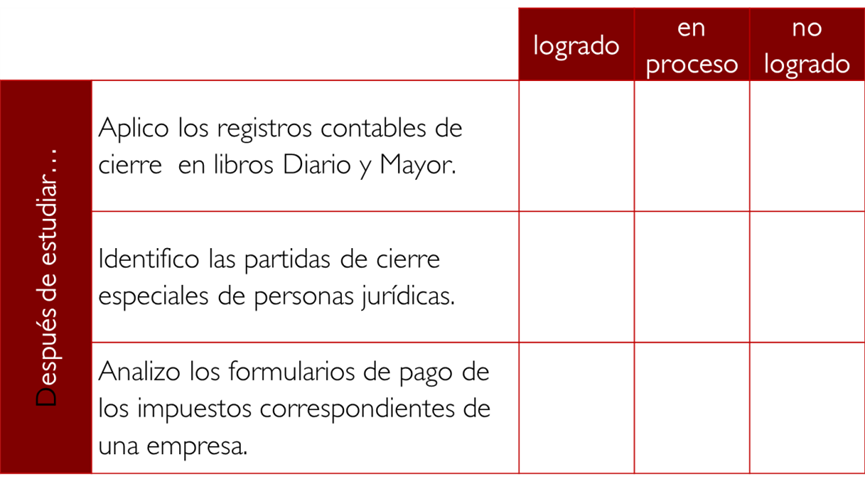 logrado
en
proceso
no
logrado
Después de estudiar...
Aplico los registros contables de
cierre  en libros Diario y Mayor.
Identifico las partidas de cierre
especiales de personas jurídicas.
Analizo los formularios de pago de
los impuestos correspondientes de
una empresa.